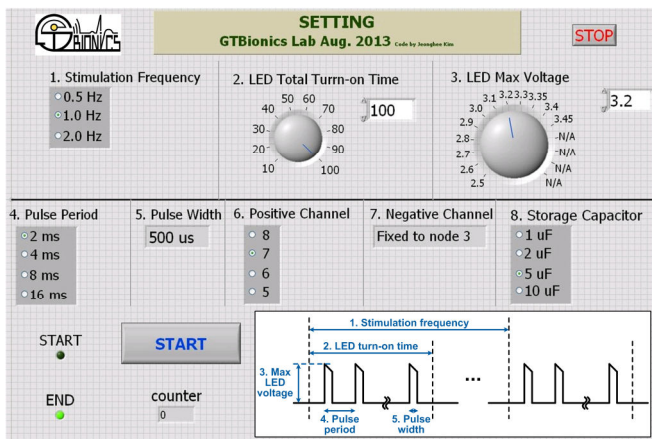 GTBionics
SETTING
GTBionics Lab Aug. 2013 Code by Jeonghee Kim
STOP
1. Stimulation Frequency
0.5 Hz
1.0 Hz
2.0 Hz
2. LED Total Turrn-on Time
10 20 30 40 50 60 70 80 90 100
100
3. LED Max Voltage
2.5 2.6 2.7 2.8 2.9 3.0 3.1 3.2 3.3 3.35 3.4 3.45 N/A N/A N/A N/A
3.2
4. Pulse Period
2 ms
4 ms
8 ms
16 ms
5. Pulse Width
500 us
6. Positive Channel
8
7
6
5
7. Negative Channel
Fixed to node 3
8. Storage Capacitor
1 uF
2 uF
5 uF
10 uF
START
START
END
counter
0
1. Stimulation frequency
2. LED turn-on time
3. Max
LED
voltage
...
4. Pulse
period
5. Pulse
width